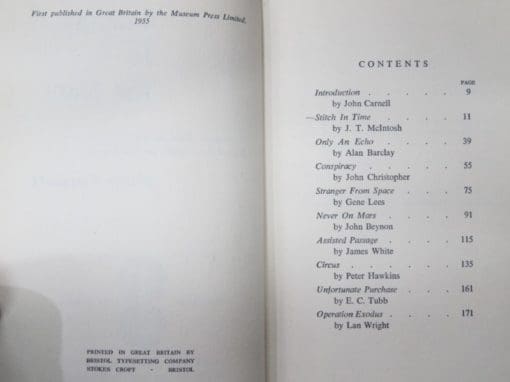 First published in Great Britain by the Museum Press Limited,
1955
PRINTED IN GREAT BRITAIN BY
BRISTOL TYPESETTING COMPANY
STOKES CROFT - BRISTOL
CONTENTS
PAGE
Introduction . . . . . 9
by John Carnell
—Stitch In Time . . . . 11
by J. T. McIntosh
Only An Echo . . . . 39
by Alan Barclay
Conspiracy . . . . . 55
by John Christopher
Stranger From Space . . . 75
by Gene Lees
Never On Mars . . . . 91
by John Beynon
Assisted Passage . . . . 115
by James White
Circus . . . . . . 135
by Peter Hawkins
Unfortunate Purchase . . . 161
by E. C. Tubb
Operation Exodus . . . . 171
by Lan Wright